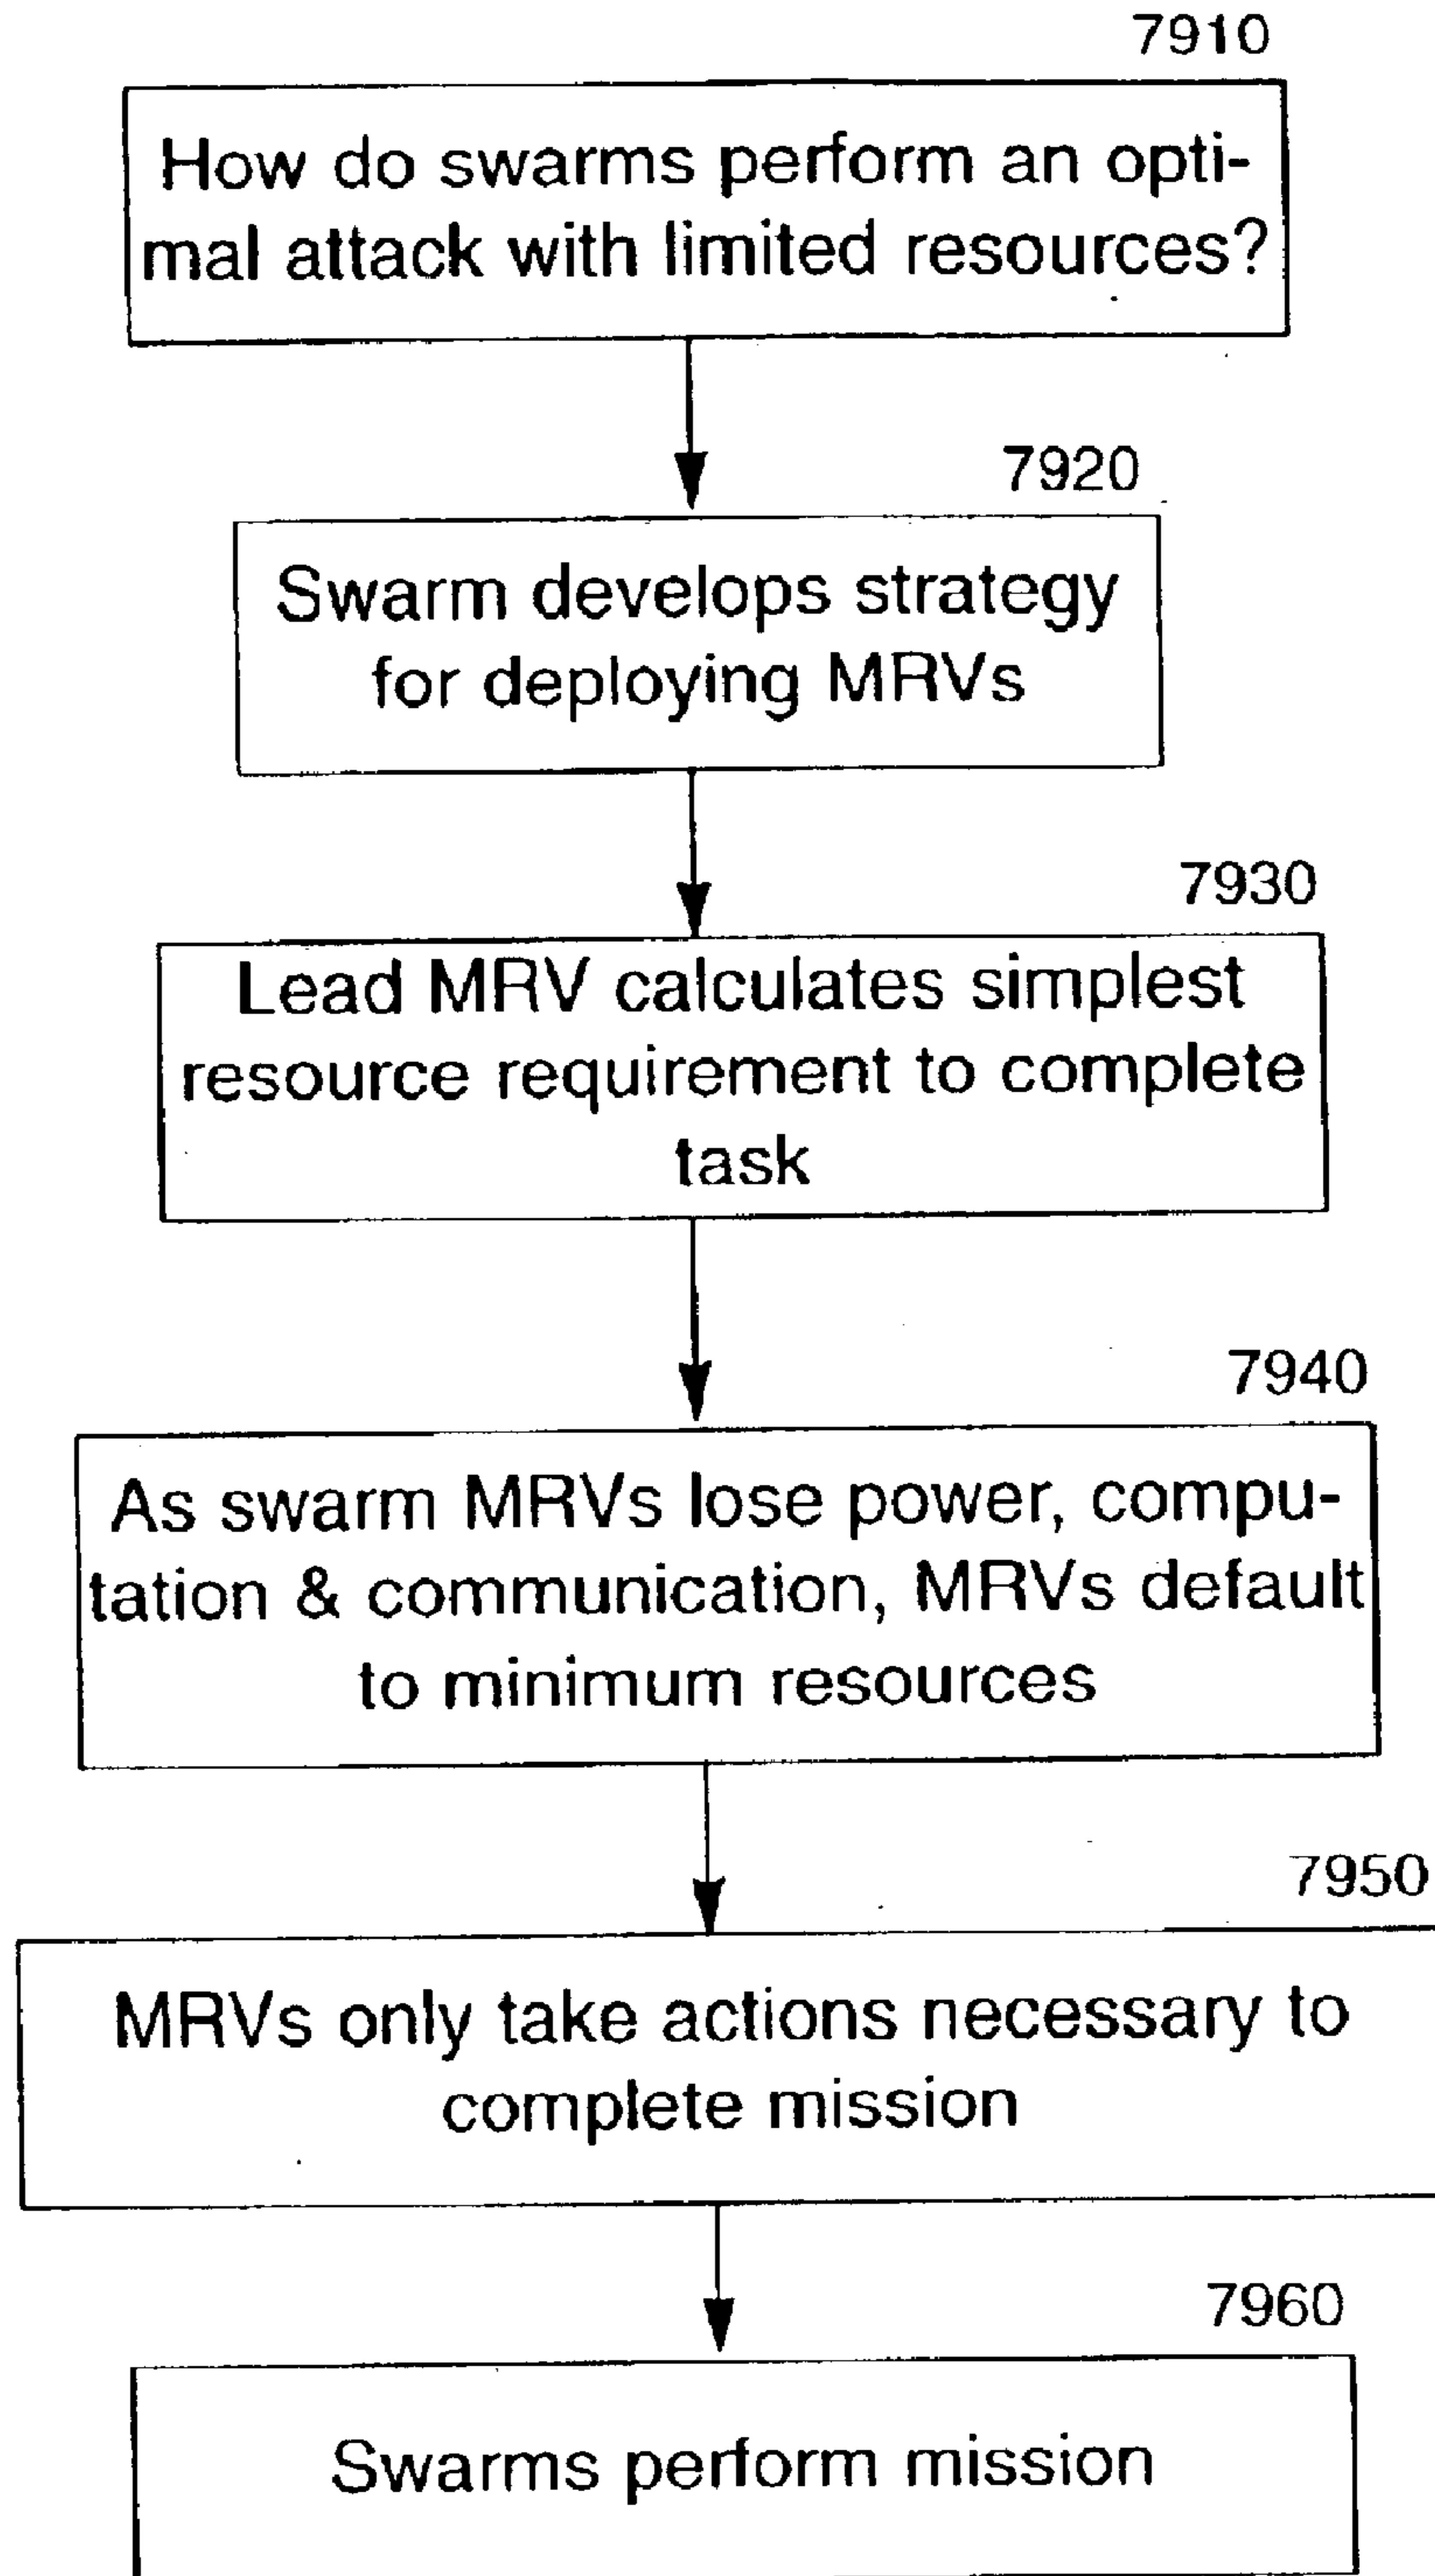 7910
How do swarms perform an opti-
mal attack with limited resources?
7920
Swarm develops strategy
for deploying MRVs
7930
Lead MRV calculates simplest
resource requirement to complete
task
7940
As swarm MRVs lose power, compu-
tation & communication, MRVs default
to minimum resources
7950
MRVs only take actions necessary to
complete mission
7960
Swarms perform mission